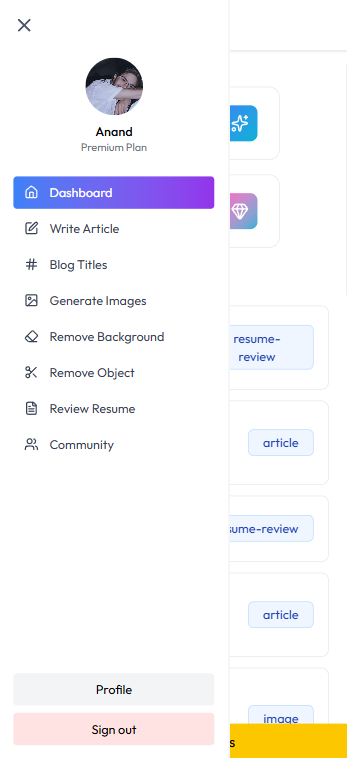 Anand
Premium Plan
Dashboard
Write Article
Blog Titles
Generate Images
Remove Background
Remove Object
Review Resume
Community
Profile
Sign out
resume-
review
article
sume-review
article
image
s